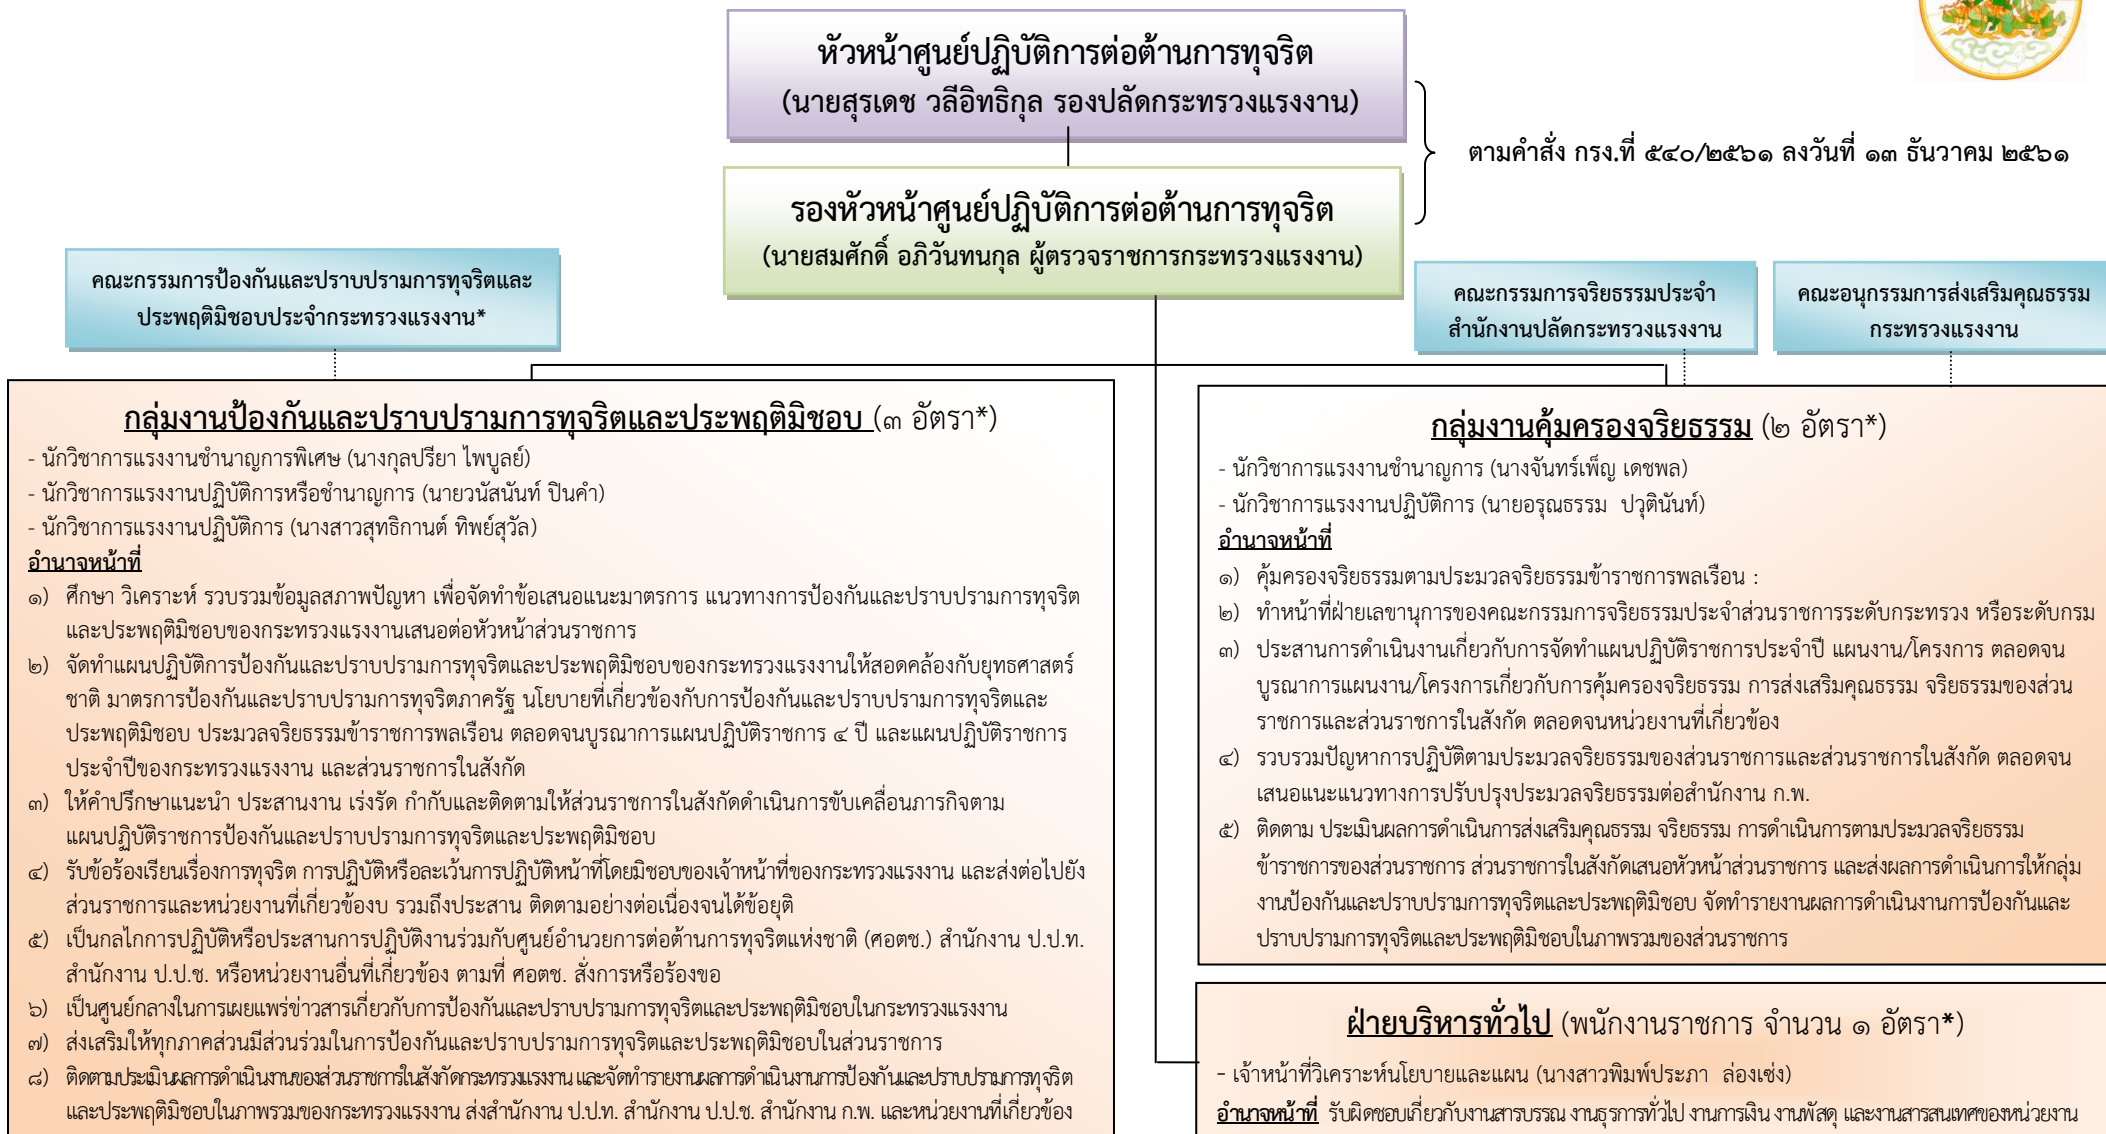 หัวหน้าศูนย์ปฏิบัติการต่อต้านการทุจริต
(นายสุรเดช วลีอิทธิกุล รองปลัดกระทรวงแรงงาน)
ตามคำสั่ง กรง.ที่ ๕๔๐/๒๕๖๑ ลงวันที่ ๑๓ ธันวาคม ๒๕๖๑
รองหัวหน้าศูนย์ปฏิบัติการต่อต้านการทุจริต
(นายสมศักดิ์ อภิวันทนกุล ผู้ตรวจราชการกระทรวงแรงงาน)
คณะกรรมการป้องกันและปราบปรามการทุจริตและ
ประพฤติมิชอบประจำกระทรวงแรงงาน*
คณะกรรมการจริยธรรมประจำ
สำนักงานปลัดกระทรวงแรงงาน
คณะอนุกรรมการส่งเสริมคุณธรรม
กระทรวงแรงงาน
กลุ่มงานป้องกันและปราบปรามการทุจริตและประพฤติมิชอบ (๓ อัตรา*)
- นักวิชาการแรงงานชำนาญการพิเศษ (นางกุลปรียา ไพบูลย์)
- นักวิชาการแรงงานปฏิบัติการหรือชำนาญการ (นายวนัสนันท์ ปินคำ)
- นักวิชาการแรงงานปฏิบัติการ (นางสาวสุทธิกานต์ ทิพย์สุวัล)
อำนาจหน้าที่
๑) ศึกษา วิเคราะห์ รวบรวมข้อมูลสภาพปัญหา เพื่อจัดทำข้อเสนอแนะมาตรการ แนวทางการป้องกันและปราบปรามการทุจริต
และประพฤติมิชอบของกระทรวงแรงงานเสนอต่อหัวหน้าส่วนราชการ
๒) จัดทำแผนปฏิบัติการป้องกันและปราบปรามการทุจริตและประพฤติมิชอบของกระทรวงแรงงานให้สอดคล้องกับยุทธศาสตร์
ชาติ มาตรการป้องกันและปราบปรามการทุจริตภาครัฐ นโยบายที่เกี่ยวข้องกับการป้องกันและปราบปรามการทุจริตและ
ประพฤติมิชอบ ประมวลจริยธรรมข้าราชการพลเรือน ตลอดจนบูรณาการแผนปฏิบัติราชการ ๔ ปี และแผนปฏิบัติราชการ
ประจำปีของกระทรวงแรงงาน และส่วนราชการในสังกัด
๓) ให้คำปรึกษาแนะนำ ประสานงาน เร่งรัด กำกับและติดตามให้ส่วนราชการในสังกัดดำเนินการขับเคลื่อนภารกิจตาม
แผนปฏิบัติราชการป้องกันและปราบปรามการทุจริตและประพฤติมิชอบ
๔) รับข้อร้องเรียนเรื่องการทุจริต การปฏิบัติหรือละเว้นการปฏิบัติหน้าที่โดยมิชอบของเจ้าหน้าที่ของกระทรวงแรงงาน และส่งต่อไปยัง
ส่วนราชการและหน่วยงานที่เกี่ยวข้องบ รวมถึงประสาน ติดตามอย่างต่อเนื่องจนได้ข้อยุติ
๕) เป็นกลไกการปฏิบัติหรือประสานการปฏิบัติงานร่วมกับศูนย์อำนวยการต่อต้านการทุจริตแห่งชาติ (ศอตช.) สำนักงาน ป.ป.ท.
สำนักงาน ป.ป.ช. หรือหน่วยงานอื่นที่เกี่ยวข้อง ตามที่ ศอตช. สั่งการหรือร้องขอ
๖) เป็นศูนย์กลางในการเผยแพร่ข่าวสารเกี่ยวกับการป้องกันและปราบปรามการทุจริตและประพฤติมิชอบในกระทรวงแรงงาน
๗) ส่งเสริมให้ทุกภาคส่วนมีส่วนร่วมในการป้องกันและปราบปรามการทุจริตและประพฤติมิชอบในส่วนราชการ
๘) ติดตามประเมินผลการดำเนินงานของส่วนราชการในสังกัดกระทรวงแรงงาน และจัดทำรายงานผลการดำเนินงานการป้องกันและปราบปรามการทุจริต
และประพฤติมิชอบในภาพรวมของกระทรวงแรงงาน ส่งสำนักงาน ป.ป.ท. สำนักงาน ป.ป.ช. สำนักงาน ก.พ. และหน่วยงานที่เกี่ยวข้อง
กลุ่มงานคุ้มครองจริยธรรม (๒ อัตรา*)
- นักวิชาการแรงงานชำนาญการ (นางจันทร์เพ็ญ เดชพล)
- นักวิชาการแรงงานปฏิบัติการ (นายอรุณธรรม ปวุตินันท์)
อำนาจหน้าที่
๑) คุ้มครองจริยธรรมตามประมวลจริยธรรมข้าราชการพลเรือน :
๒) ทำหน้าที่ฝ่ายเลขานุการของคณะกรรมการจริยธรรมประจำส่วนราชการระดับกระทรวง หรือระดับกรม
๓) ประสานการดำเนินงานเกี่ยวกับการจัดทำแผนปฏิบัติราชการประจำปี แผนงาน/โครงการ ตลอดจน
บูรณาการแผนงาน/โครงการเกี่ยวกับการคุ้มครองจริยธรรม การส่งเสริมคุณธรรม จริยธรรมของส่วน
ราชการและส่วนราชการในสังกัด ตลอดจนหน่วยงานที่เกี่ยวข้อง
๔) รวบรวมปัญหาการปฏิบัติตามประมวลจริยธรรมของส่วนราชการและส่วนราชการในสังกัด ตลอดจน
เสนอแนะแนวทางการปรับปรุงประมวลจริยธรรมต่อสำนักงาน ก.พ.
๕) ติดตาม ประเมินผลการดำเนินการส่งเสริมคุณธรรม จริยธรรม การดำเนินการตามประมวลจริยธรรม
ข้าราชการของส่วนราชการ ส่วนราชการในสังกัดเสนอหัวหน้าส่วนราชการ และส่งผลการดำเนินการให้กลุ่ม
งานป้องกันและปราบปรามการทุจริตและประพฤติมิชอบ จัดทำรายงานผลการดำเนินงานการป้องกันและ
ปราบปรามการทุจริตและประพฤติมิชอบในภาพรวมของส่วนราชการ
ฝ่ายบริหารทั่วไป (พนักงานราชการ จำนวน ๑ อัตรา*)
- เจ้าหน้าที่วิเคราะห์นโยบายและแผน (นางสาวพิมพ์ประภา ล่องเซ่ง)
อำนาจหน้าที่ รับผิดชอบเกี่ยวกับงานสารบรรณ งานธุรการทั่วไป งานการเงิน งานพัสดุ และงานสารสนเทศของหน่วยงาน